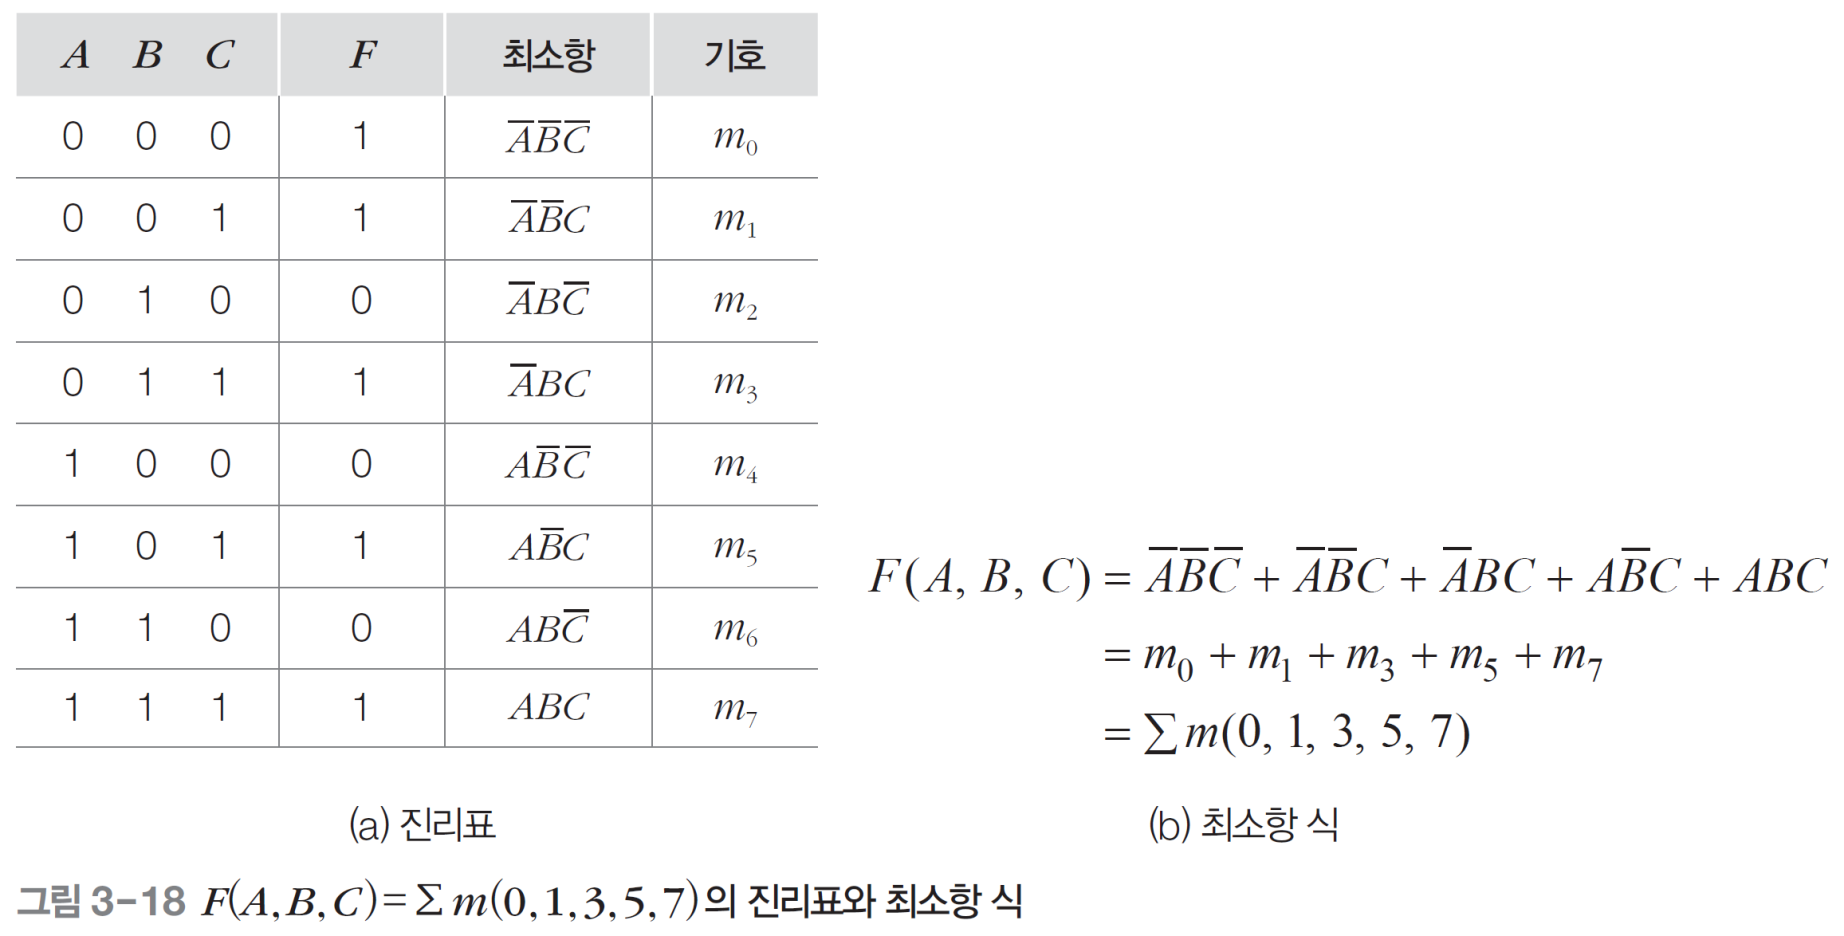 A B C F 최소항 기호
0 0 0 1 A̅B̅C̅ m₀
0 0 1 1 A̅B̅C m₁
0 1 0 0 A̅BC̅ m₂
0 1 1 1 A̅BC m₃
1 0 0 0 AB̅C̅ m₄
1 0 1 1 AB̅C m₅
1 1 0 0 ABC̅ m₆
1 1 1 1 ABC m₇
(a) 진리표
F(A, B, C) = A̅B̅C̅ + A̅B̅C + A̅BC + AB̅C + ABC
= m₀ + m₁ + m₃ + m₅ + m₇
= ∑m(0, 1, 3, 5, 7)
(b) 최소항 식
그림 3-18 F(A,B,C)=∑m(0,1,3,5,7)의 진리표와 최소항 식